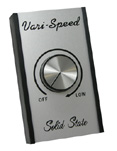 Vari-Speed
OFF
LOW
Solid State